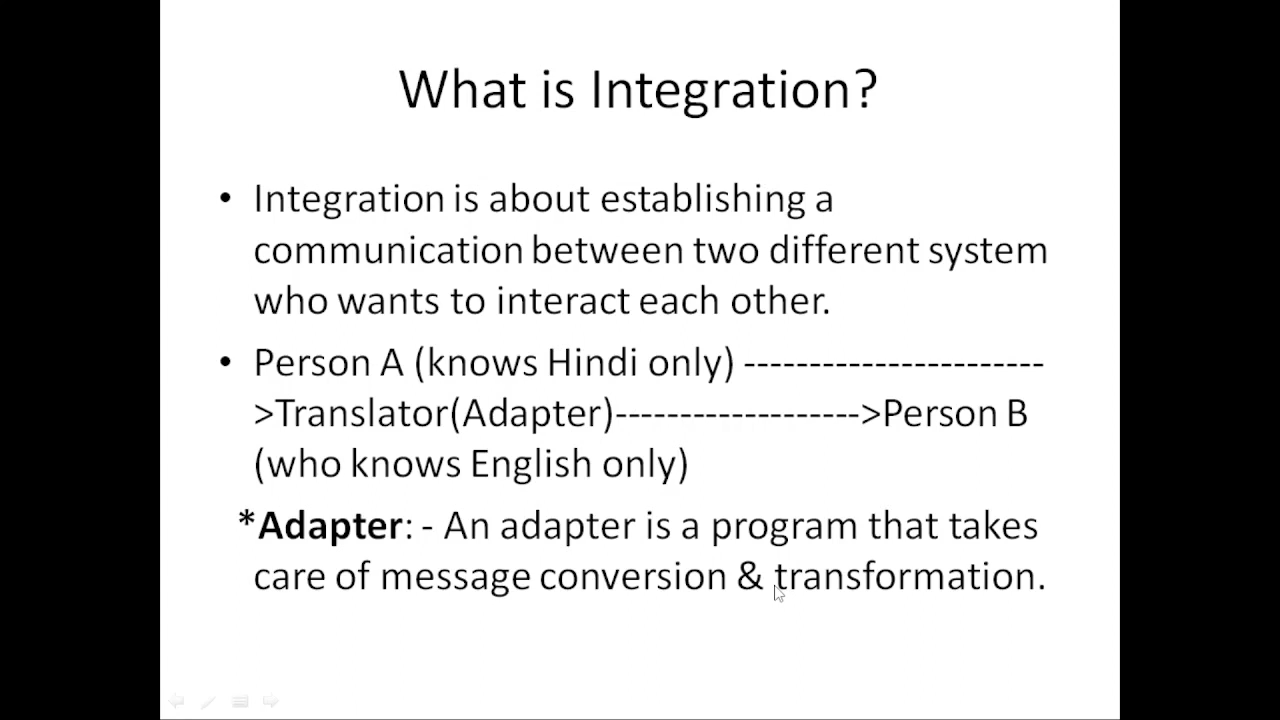 What is Integration?
• Integration is about establishing a
communication between two different system
who wants to interact each other.
• Person A (knows Hindi only) -----------------------
>Translator(Adapter)------------------->Person B
(who knows English only)
*Adapter: - An adapter is a program that takes
care of message conversion & transformation.